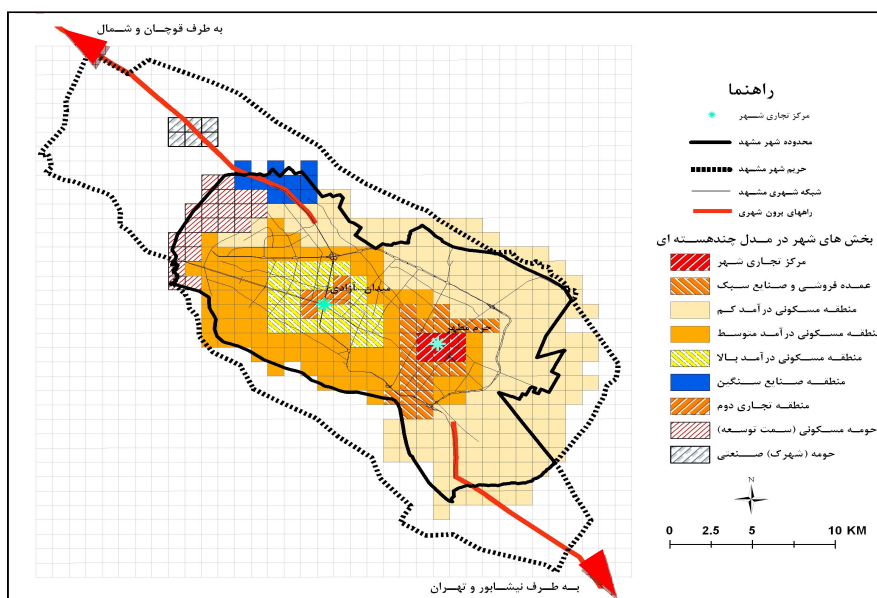 به طرف قوچان و شمال
راهنما
مرکز تجاری شهر
محدوده شهر مشهد
حریم شهر مشهد
شبکه شهری مشهد
راههای برون شهری
بخش های شهر در مدل چندهسته ای
مرکز تجاری شهر
عمده فروشی و صنایع سبک
منطقه مسکونی درآمد کم
منطقه مسکونی درآمد متوسط
منطقه مسکونی درآمد بالا
منطقه صنایع سنگین
منطقه تجاری دوم
حومه مسکونی (سمت توسعه)
حومه (شهرک) صنعتی
میدان آزادی
حرم مطهر
N
0 2.5 5 10 KM
به طرف نیشابور و تهران